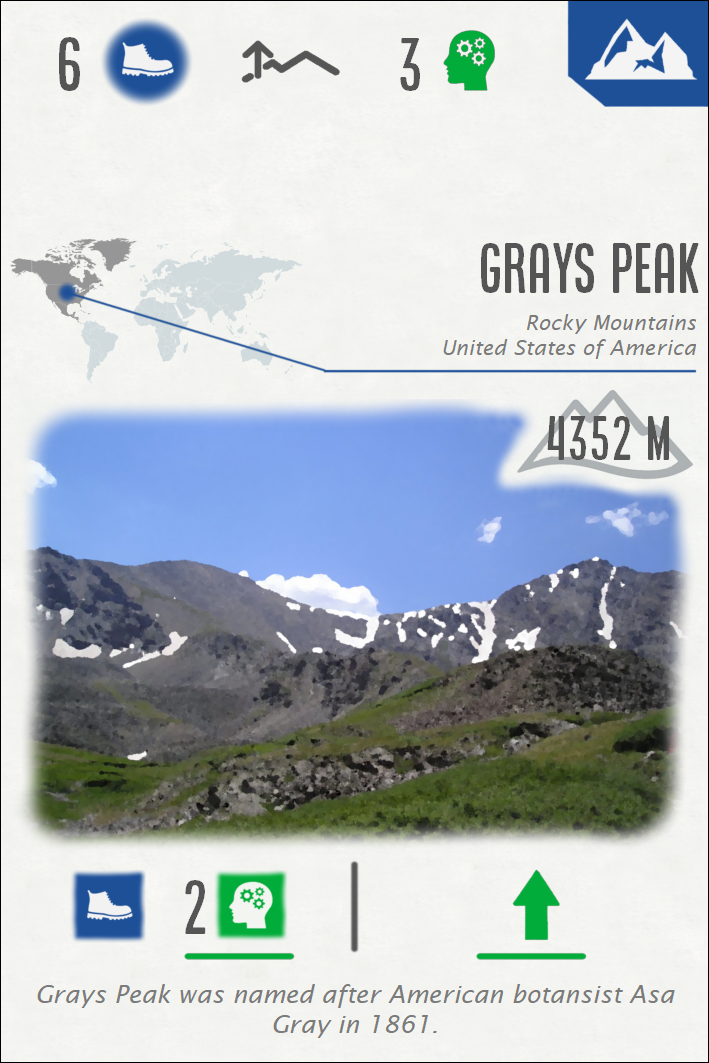 6 3
GRAYS PEAK
Rocky Mountains
United States of America
4352 M
2
Grays Peak was named after American botansist Asa
Gray in 1861.